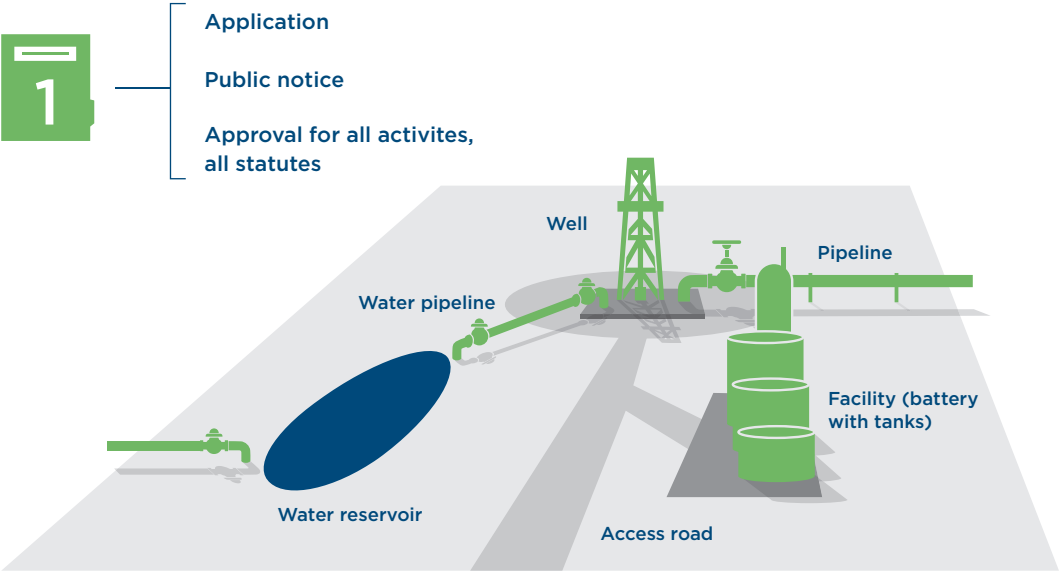 1
Application
Public notice
Approval for all activites,
all statutes
Well
Pipeline
Water pipeline
Facility (battery
with tanks)
Water reservoir
Access road